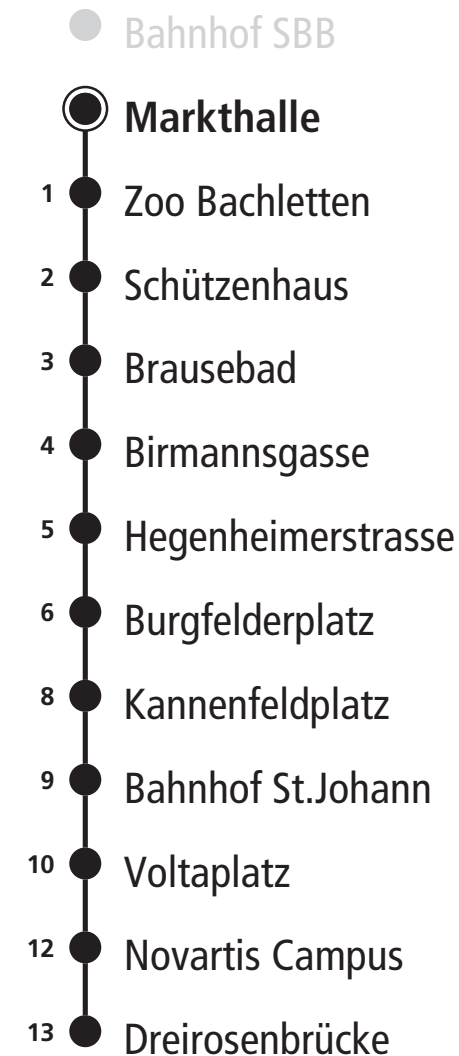 Bahnhof SBB
Markthalle
1 Zoo Bachletten
2 Schützenhaus
3 Brausebad
4 Birmannsgasse
5 Hegenheimerstrasse
6 Burgfelderplatz
8 Kannenfeldplatz
9 Bahnhof St.Johann
10 Voltaplatz
12 Novartis Campus
13 Dreirosenbrücke